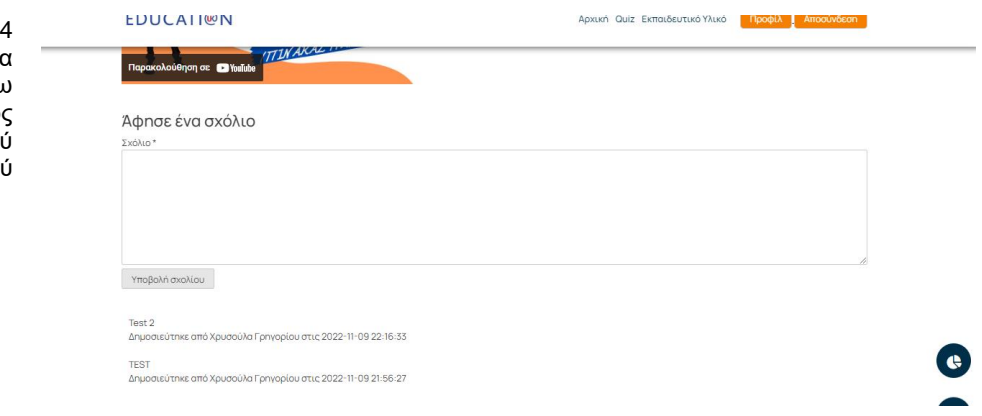 4
α
ω
ς
ύ
ύ
EDUCATION
Αρχική Quiz Εκπαιδευτικό Υλικό Προφίλ Αποσύνδεση
Παρακολούθηση σε YouTube
Άφησε ένα σχόλιο
Σχόλιο *
Υποβολή σχολίου
Test 2
Δημοσιεύτηκε από Χρυσούλα Γρηγορίου στις 2022-11-09 22:16:33
TEST
Δημοσιεύτηκε από Χρυσούλα Γρηγορίου στις 2022-11-09 21:56:27